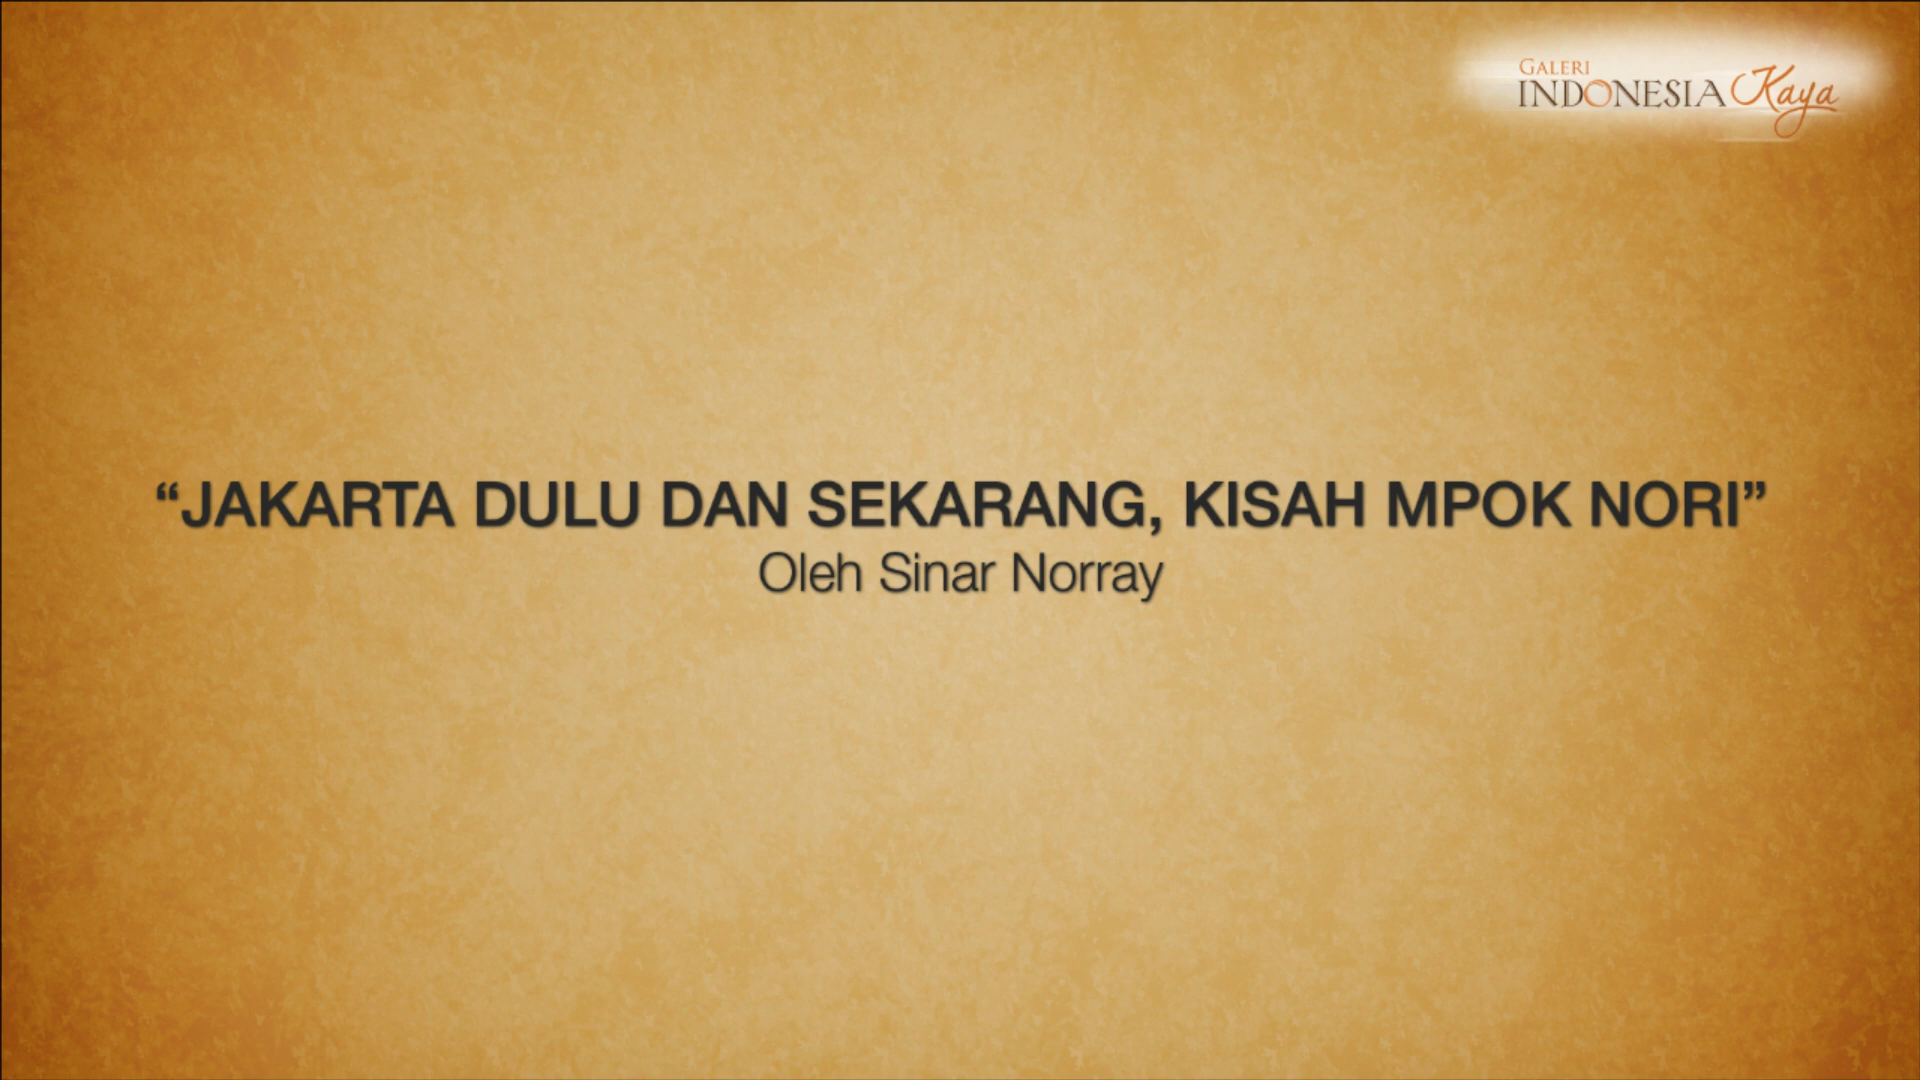 GALERI
INDONESIA Kaya
“JAKARTA DULU DAN SEKARANG, KISAH MPOK NORI”
Oleh Sinar Norray